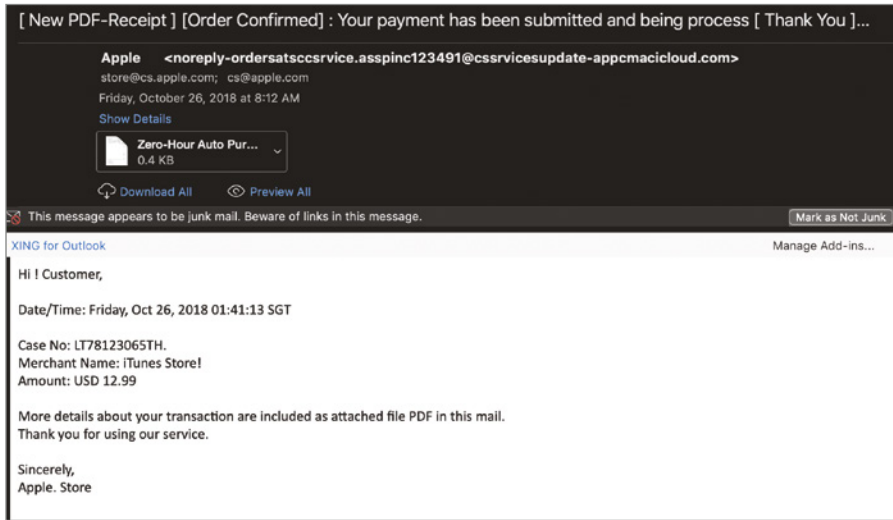 [ New PDF-Receipt ] [Order Confirmed] : Your payment has been submitted and being process [ Thank You ]...
Apple <noreply-ordersatsccsrvice.asspinc123491@cssrvicesupdate-appcmacicloud.com>
store@cs.apple.com; cs@apple.com
Friday, October 26, 2018 at 8:12 AM
Show Details
Zero-Hour Auto Pur...
0.4 KB
Download All Preview All
This message appears to be junk mail. Beware of links in this message. Mark as Not Junk
XING for Outlook Manage Add-ins...
Hi ! Customer,
Date/Time: Friday, Oct 26, 2018 01:41:13 SGT
Case No: LT78123065TH.
Merchant Name: iTunes Store!
Amount: USD 12.99
More details about your transaction are included as attached file PDF in this mail.
Thank you for using our service.
Sincerely,
Apple. Store